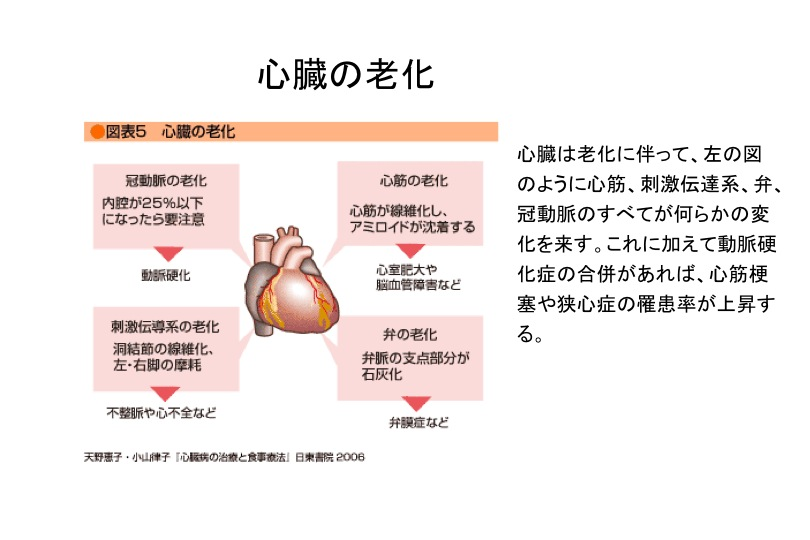 心臓の老化
●図表5 心臓の老化
冠動脈の老化
内腔が25%以下
になったら要注意
動脈硬化
心筋の老化
心筋が線維化し、
アミロイドが沈着する
心室肥大や
脳血管障害など
刺激伝導系の老化
洞結節の線維化、
左・右脚の摩耗
不整脈や心不全など
弁の老化
弁脈の支点部分が
石灰化
弁膜症など
天野恵子・小山律子『心臓病の治療と食事療法』日東書院 2006
心臓は老化に伴って、左の図
のように心筋、刺激伝達系、弁、
冠動脈のすべてが何らかの変
化を来す。これに加えて動脈硬
化症の合併があれば、心筋梗
塞や狭心症の罹患率が上昇す
る。